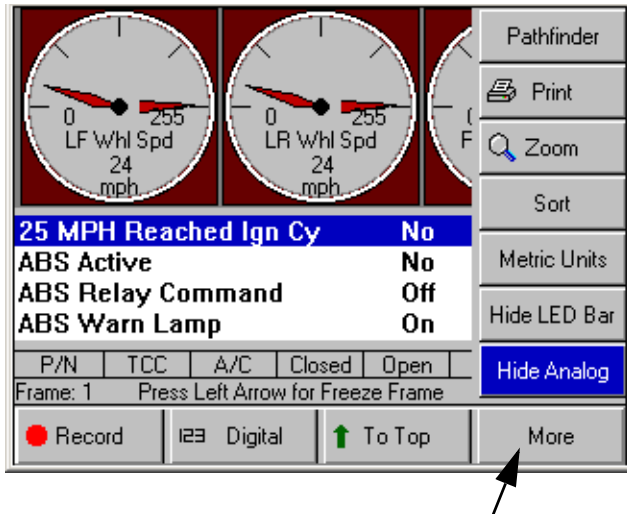 0 255
LF Whl Spd
24
mph
0 255
LR Whl Spd
24
mph
F
Pathfinder
Print
Zoom
Sort
Metric Units
Hide LED Bar
Hide Analog
25 MPH Reached Ign Cy No
ABS Active No
ABS Relay Command Off
ABS Warn Lamp On
P/N TCC A/C Closed Open
Frame: 1 Press Left Arrow for Freeze Frame
Record 123 Digital To Top More